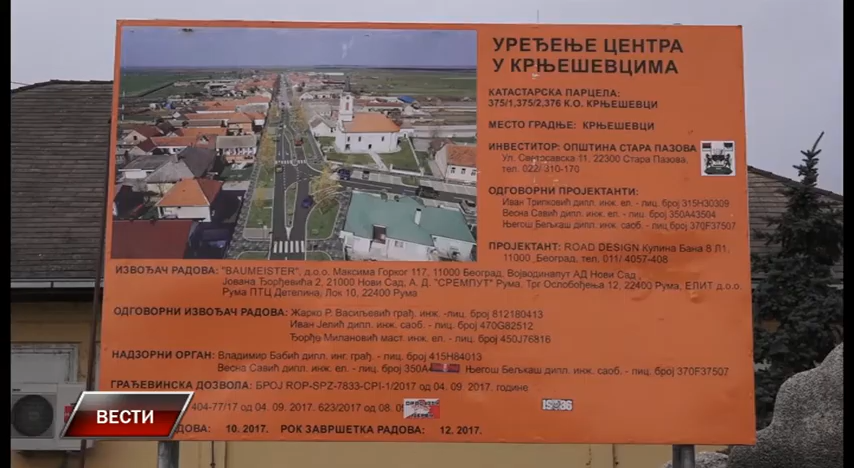 УРЕЂЕЊЕ ЦЕНТРА
У КРЊЕШЕВЦИМА
КАТАСТАРСКА ПАРЦЕЛА:
375/1,375/2,376 К.О. КРЊЕШЕВЦИ
МЕСТО ГРАДЊЕ: КРЊЕШЕВЦИ
ИНВЕСТИТОР: ОПШТИНА СТАРА ПАЗОВА
Ул. Светосавска 11, 22300 Стара Пазова,
тел. 022/ 310-170
ОДГОВОРНИ ПРОЈЕКТАНТИ:
Иван Трипковић дипл. инж. ел - лиц. број 315H30309
Весна Савић дипл. инж. ел - лиц. број 350A43504
Његош Бељкаш дипл. инж. саоб. - лиц. број 370F37507
ПРОЈЕКТАНТ: ROAD DESIGN Кулина Бана 8 Л1,
11000 ,Београд, тел. 011/ 4057-408
ИЗВОЂАЧ РАДОВА: "BAUMEISTER", д.о.о. Максима Горког 117, 11000 Београд, Војводинапут АД Нови Сад ,
Јована Ђорђевића 2, 21000 Нови Сад, А.Д. "СРЕМПУТ" Рума, Трг Ослобођења 12, 22400 Рума, ЕЛИТ д.о.о.
Рума ПТЦ Детелина, Лок 10, 22400 Рума
ОДГОВОРНИ ИЗВОЂАЧ РАДОВА: Жарко Р. Васиљевић грађ. инж. -лиц. број 812180413
Иван Јелић дипл. инж. саоб. - лиц. број 470G82512
Ђорђе Милановић маст. инж. ел. - лиц. број 450J76816
НАДЗОРНИ ОРГАН: Владимир Бабић дипл. инг. грађ. - лиц. број 415H84013
Весна Савић дипл. инж. ел. - лиц. број 350A4 Његош Бељкаш дипл. инж. саоб. - лиц. број 370F37507
ГРАЂЕВИНСКА ДОЗВОЛА: БРОЈ ROP-SPZ-7833-CPI-1/2017 од 04. 09. 2017. године
404-77/17 од 04. 09. 2017. 623/2017 од 08.
РАДОВА: 10. 2017. РОК ЗАВРШЕТКА РАДОВА: 12. 2017.
ВЕСТИ